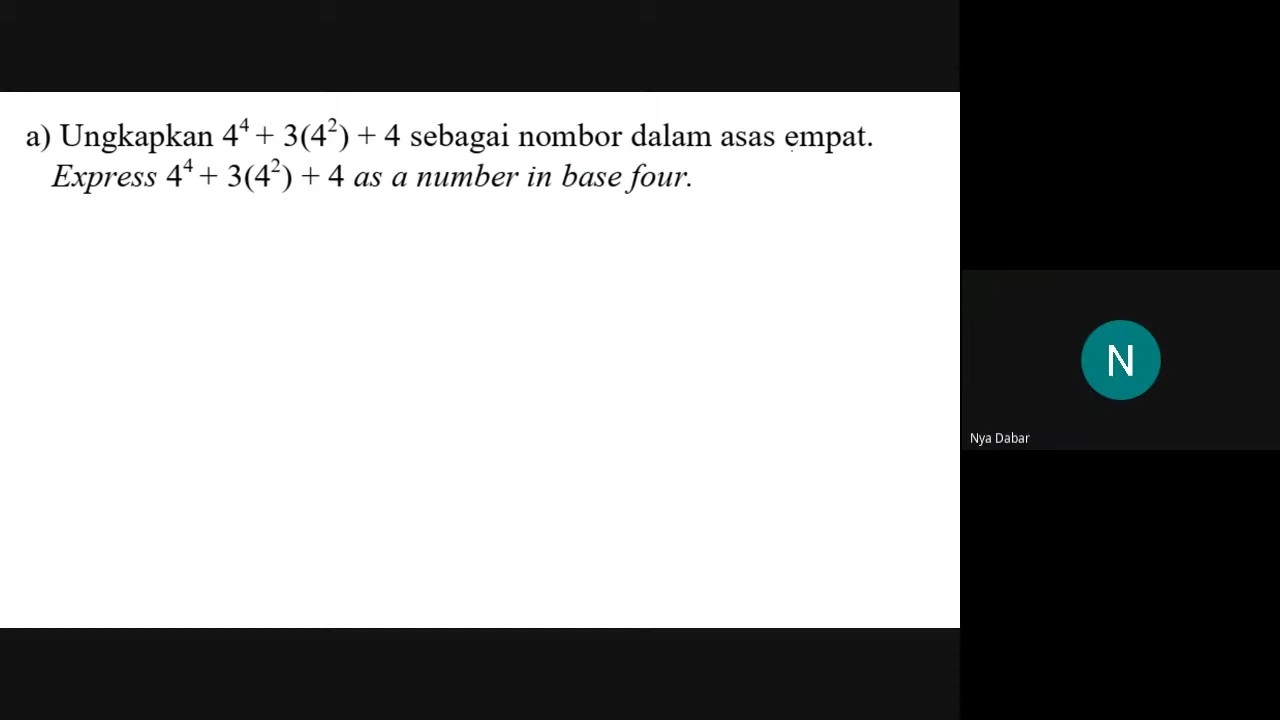 a) Ungkapkan 4⁴ + 3(4²) + 4 sebagai nombor dalam asas empat.
Express 4⁴ + 3(4²) + 4 as a number in base four.
N
Nya Dabar